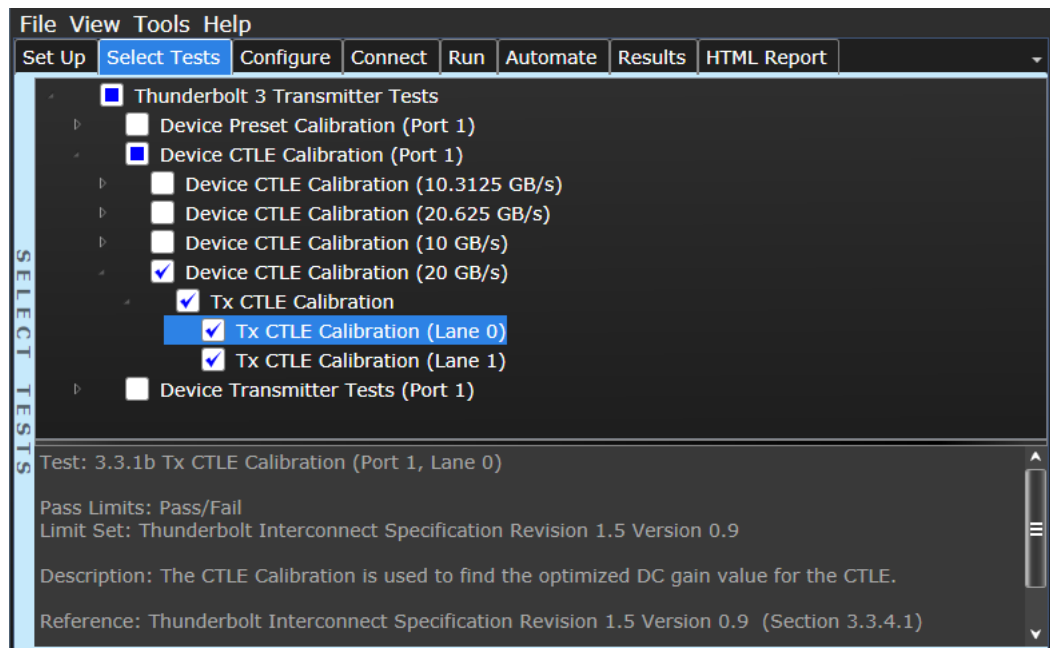 File View Tools Help
Set Up Select Tests Configure Connect Run Automate Results HTML Report
Thunderbolt 3 Transmitter Tests
Device Preset Calibration (Port 1)
Device CTLE Calibration (Port 1)
Device CTLE Calibration (10.3125 GB/s)
Device CTLE Calibration (20.625 GB/s)
Device CTLE Calibration (10 GB/s)
Device CTLE Calibration (20 GB/s)
Tx CTLE Calibration
Tx CTLE Calibration (Lane 0)
Tx CTLE Calibration (Lane 1)
Device Transmitter Tests (Port 1)
SELECT TESTS
Test: 3.3.1b Tx CTLE Calibration (Port 1, Lane 0)
Pass Limits: Pass/Fail
Limit Set: Thunderbolt Interconnect Specification Revision 1.5 Version 0.9
Description: The CTLE Calibration is used to find the optimized DC gain value for the CTLE.
Reference: Thunderbolt Interconnect Specification Revision 1.5 Version 0.9 (Section 3.3.4.1)